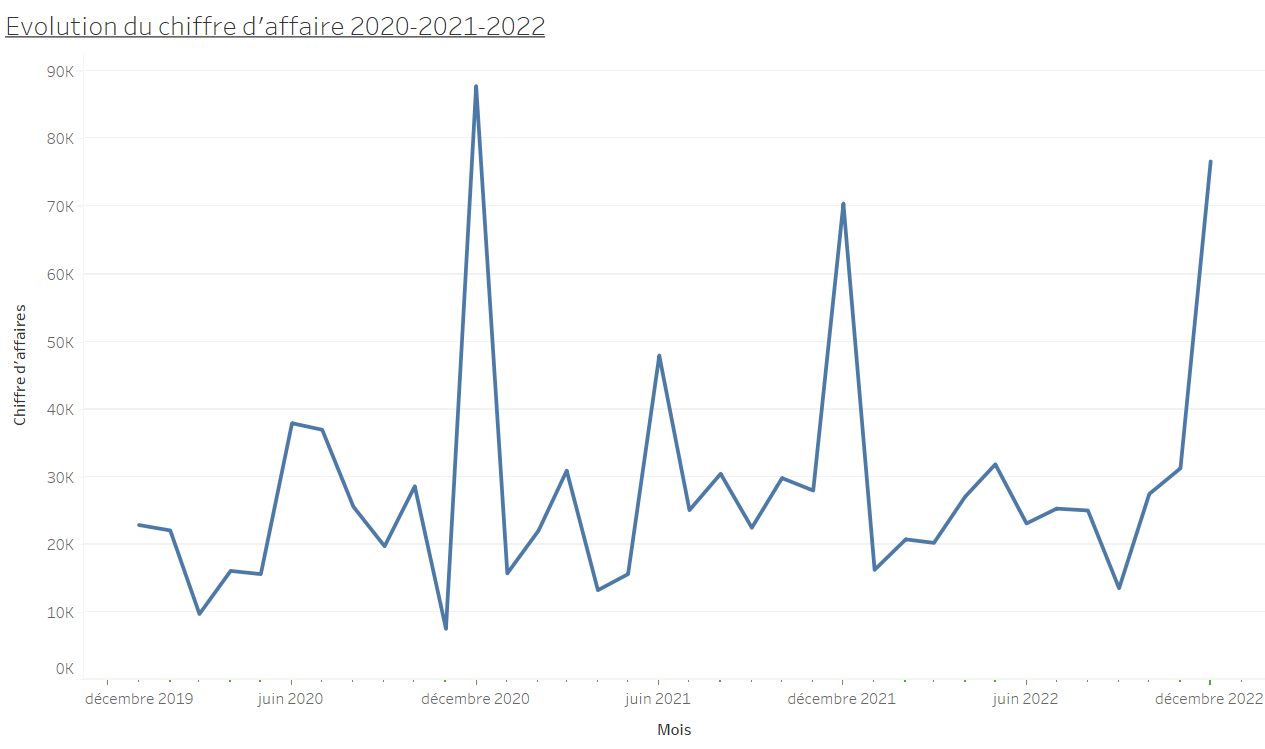 Evolution du chiffre d'affaire 2020-2021-2022
90K
80K
70K
60K
50K
40K
30K
20K
10K
0K
Chiffre d'affaires
décembre 2019 juin 2020 décembre 2020 juin 2021 décembre 2021 juin 2022 décembre 2022
Mois